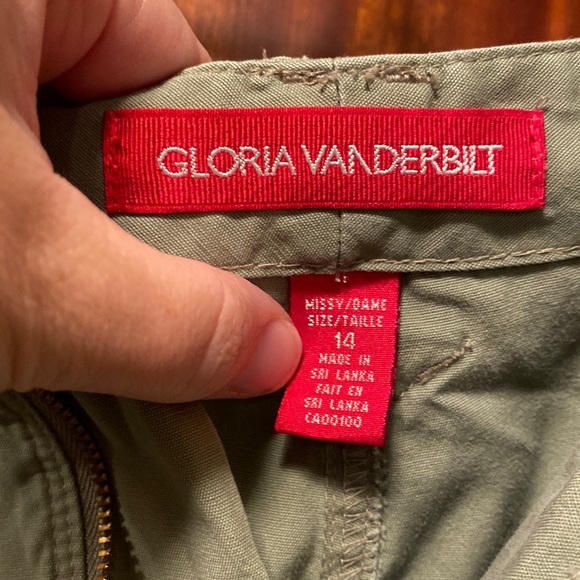 GLORIA VANDERBILT
MISSY/DAME
SIZE/TAILLE
14
MADE IN
SRI LANKA
FAIT EN
SRI LANKA
CA00100